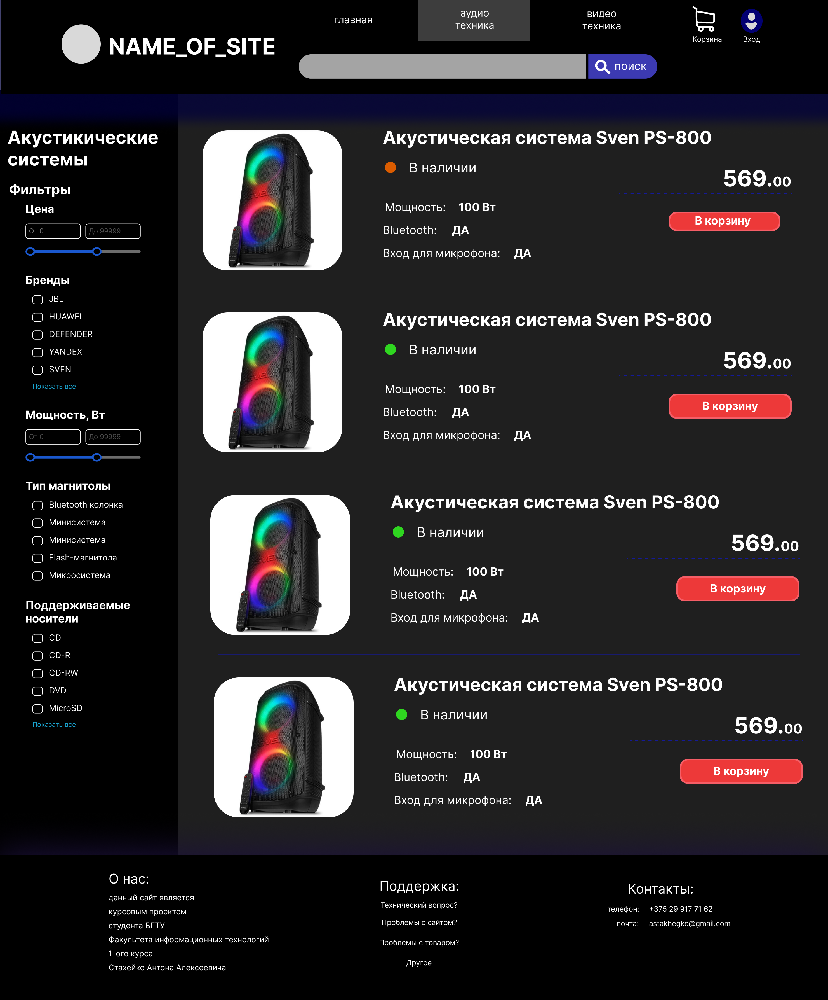 главная
аудио
техника
видео
техника
Корзина
Вход
NAME_OF_SITE
поиск
Акустикические
системы
Фильтры
Цена
От 0
До 99999
Бренды
JBL
HUAWEI
DEFENDER
YANDEX
SVEN
Показать все
Мощность, Вт
От 0
До 99999
Тип магнитолы
Bluetooth колонка
Минисистема
Минисистема
Flash-магнитола
Микросистема
Поддерживаемые
носители
CD
CD-R
CD-RW
DVD
MicroSD
Показать все
SVEN
Акустическая система Sven PS-800
В наличии
569.00
Мощность: 100 Вт
В корзину
Bluetooth: ДА
Вход для микрофона: ДА
SVEN
Акустическая система Sven PS-800
В наличии
569.00
Мощность: 100 Вт
В корзину
Bluetooth: ДА
Вход для микрофона: ДА
SVEN
Акустическая система Sven PS-800
В наличии
569.00
Мощность: 100 Вт
В корзину
Bluetooth: ДА
Вход для микрофона: ДА
SVEN
Акустическая система Sven PS-800
В наличии
569.00
Мощность: 100 Вт
В корзину
Bluetooth: ДА
Вход для микрофона: ДА
О нас:
данный сайт является
курсовым проектом
студента БГТУ
Факультета информационных технологий
1-ого курса
Стахейко Антона Алексеевича
Поддержка:
Технический вопрос?
Проблемы с сайтом?
Проблемы с товаром?
Другое
Контакты:
телефон: +375 29 917 71 62
почта: astakhegko@gmail.com